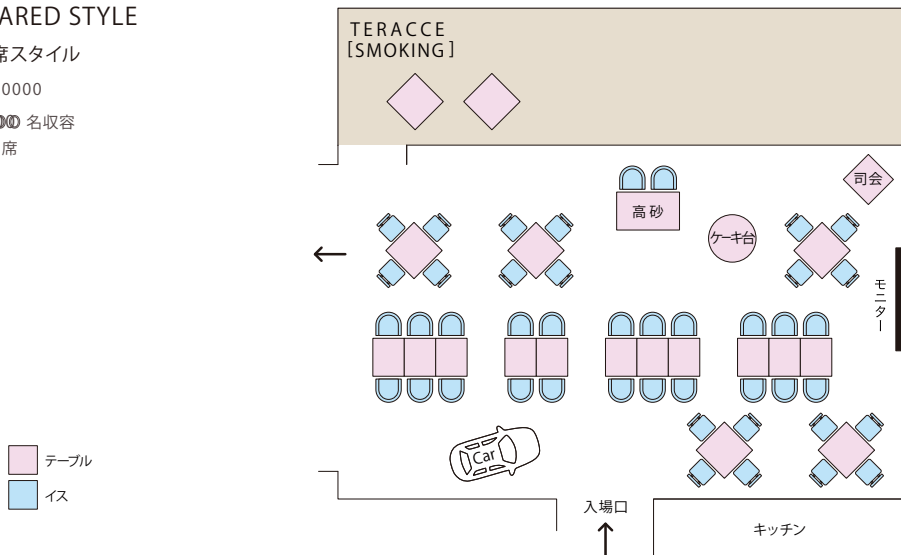 ARED STYLE
席スタイル
0000
名収容
席
TERACCE
[SMOKING]
司会
高砂
ケーキ台
モニター
Car
テーブル
イス
入場口
キッチン